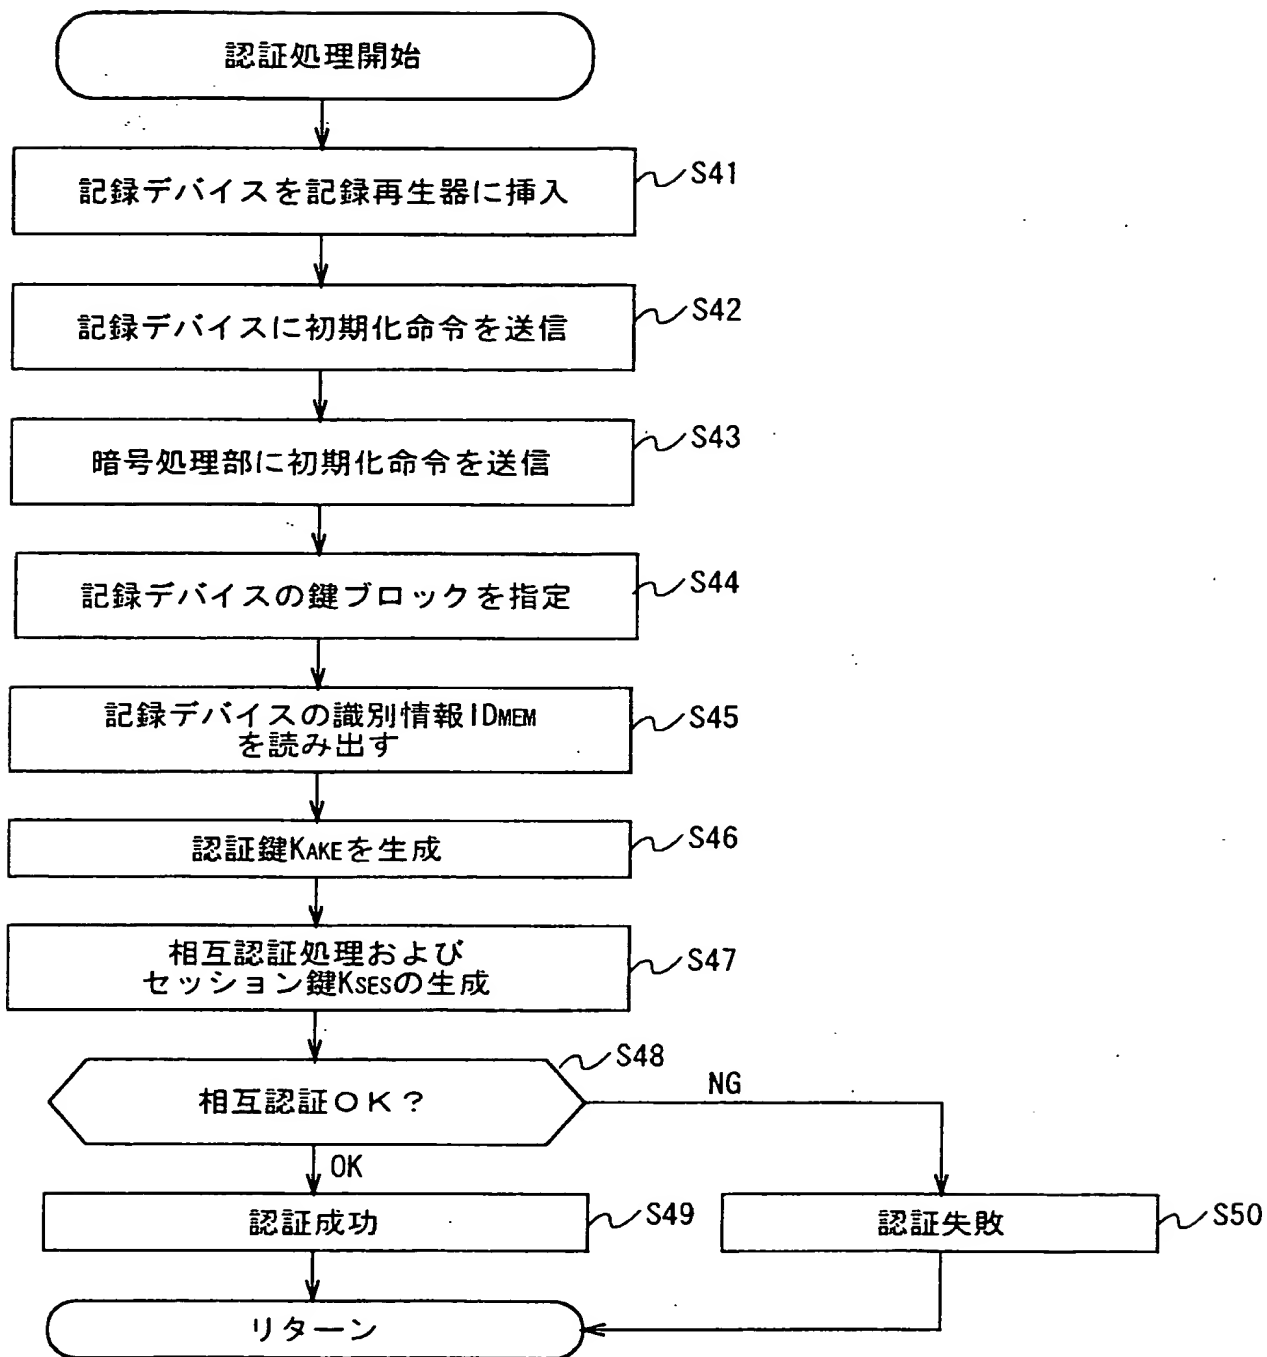 認証処理開始
記録デバイスを記録再生器に挿入
S41
記録デバイスに初期化命令を送信
S42
暗号処理部に初期化命令を送信
S43
記録デバイスの鍵ブロックを指定
S44
記録デバイスの識別情報IDMEM
を読み出す
S45
認証鍵KAKEを生成
S46
相互認証処理および
セッション鍵KSESの生成
S47
相互認証OK?
S48
NG
OK
認証成功
S49
認証失敗
S50
リターン